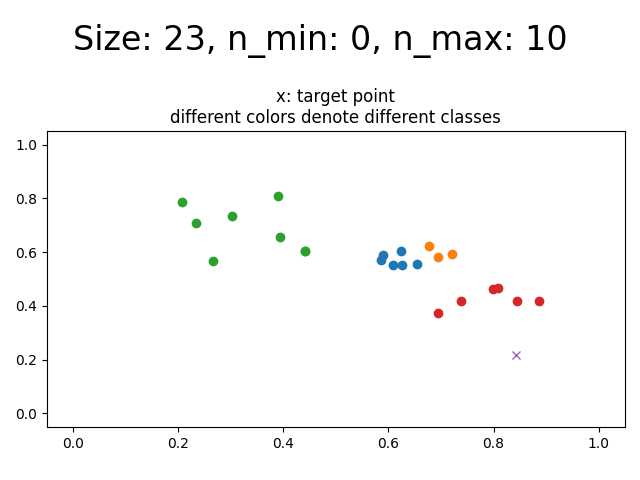 Size: 23, n_min: 0, n_max: 10
x: target point
different colors denote different classes
1.0
0.8
0.6
0.4
0.2
0.0
0.0 0.2 0.4 0.6 0.8 1.0